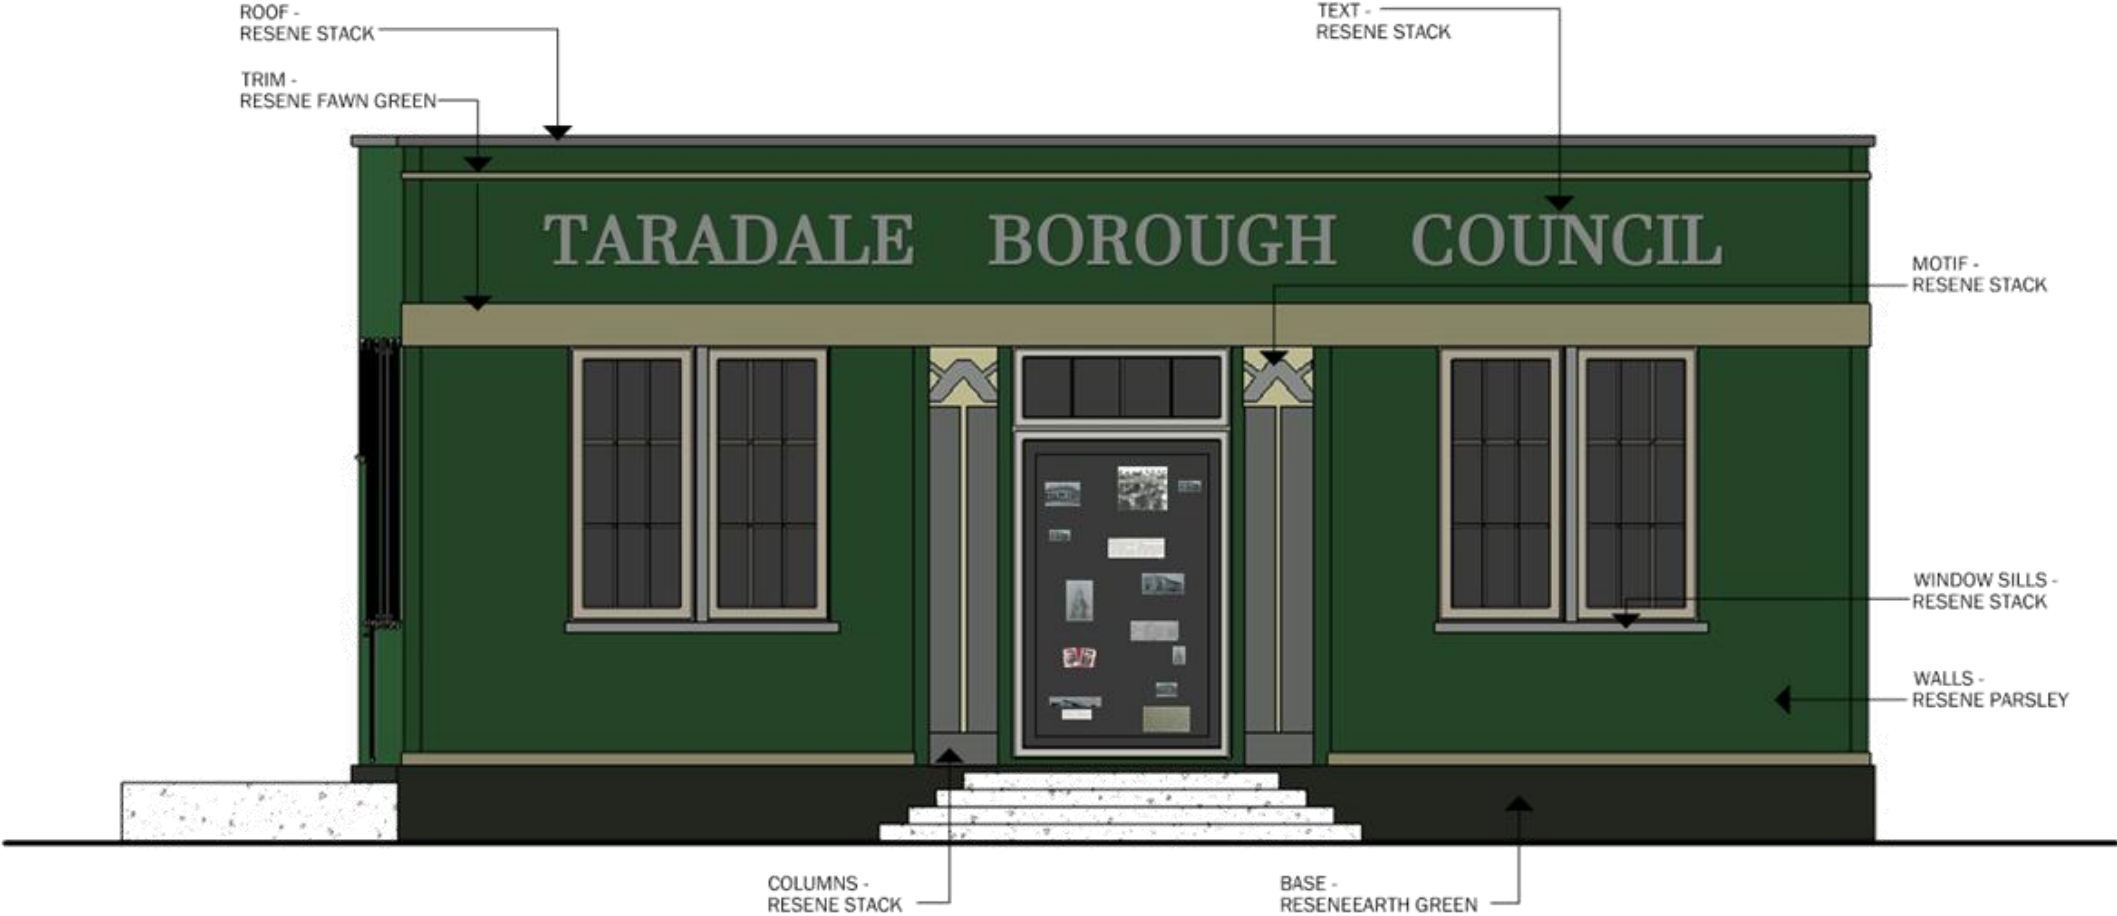 ROOF -
RESENE STACK
TEXT -
RESENE STACK
TRIM -
RESENE FAWN GREEN
TARADALE BOROUGH COUNCIL
MOTIF -
RESENE STACK
WINDOW SILLS -
RESENE STACK
WALLS -
RESENE PARSLEY
COLUMNS -
RESENE STACK
BASE -
RESENEEARTH GREEN